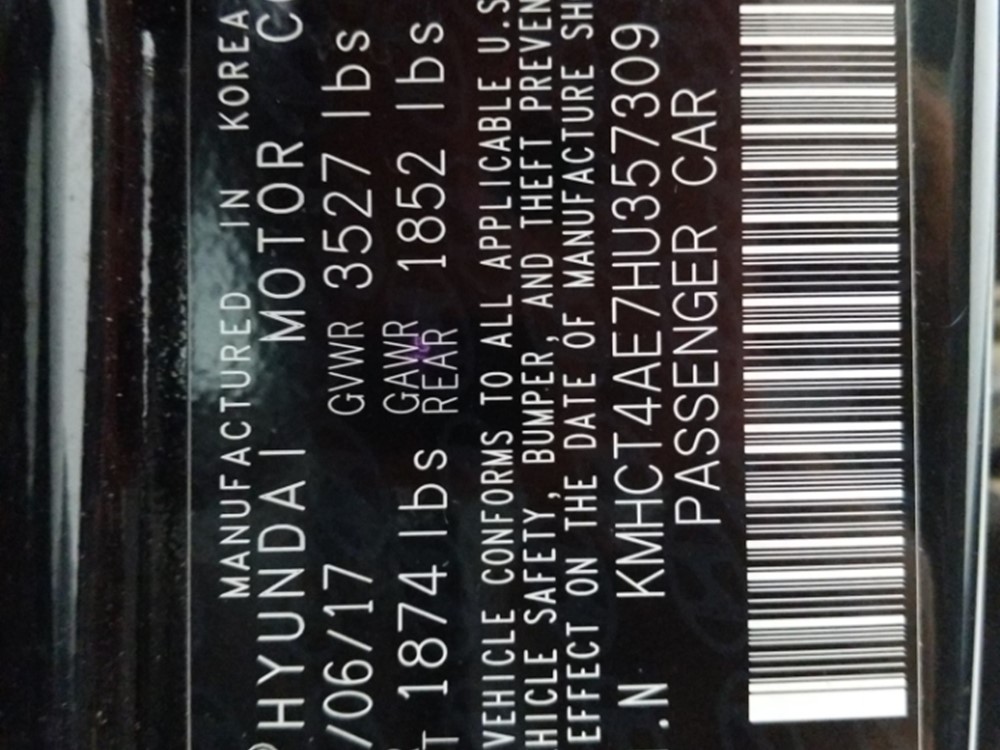 MANUFACTURED IN KOREA
HYUNDAI MOTOR CO
/06/17 GVWR 3527 lbs
T 1874 lbs GAWR REAR 1852 lbs
VEHICLE CONFORMS TO ALL APPLICABLE U.S
HICLE SAFETY, BUMPER, AND THEFT PREVEN
EFFECT ON THE DATE OF MANUFACTURE SH
.N KMHCT4AE7HU357309
PASSENGER CAR